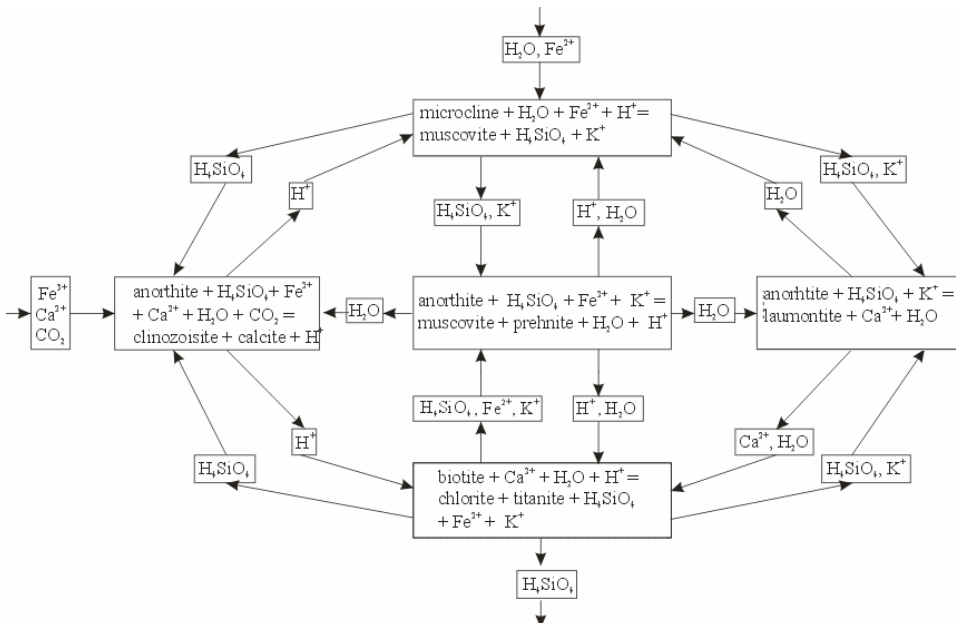 H₂O, Fe²⁺
microcline + H₂O + Fe²⁺ + H⁺ =
muscovite + H₄SiO₄ + K⁺
H₄SiO₄
H⁺
H₄SiO₄, K⁺
H⁺, H₂O
H₂O
H₄SiO₄, K⁺
Fe³⁺
Ca²⁺
CO₂
anorthite + H₄SiO₄ + Fe²⁺
+ Ca²⁺ + H₂O + CO₂ =
clinozoisite + calcite + H⁺
H₂O
anorthite + H₄SiO₄ + Fe²⁺ + K⁺ =
muscovite + prehnite + H₂O + H⁺
H₂O
anorhtite + H₄SiO₄ + K⁺ =
laumontite + Ca²⁺ + H₂O
H₄SiO₄
H⁺
H₄SiO₄, Fe²⁺, K⁺
H⁺, H₂O
Ca²⁺, H₂O
H₄SiO₄, K⁺
biotite + Ca²⁺ + H₂O + H⁺ =
chlorite + titanite + H₄SiO₄
+ Fe²⁺ + K⁺
H₄SiO₄